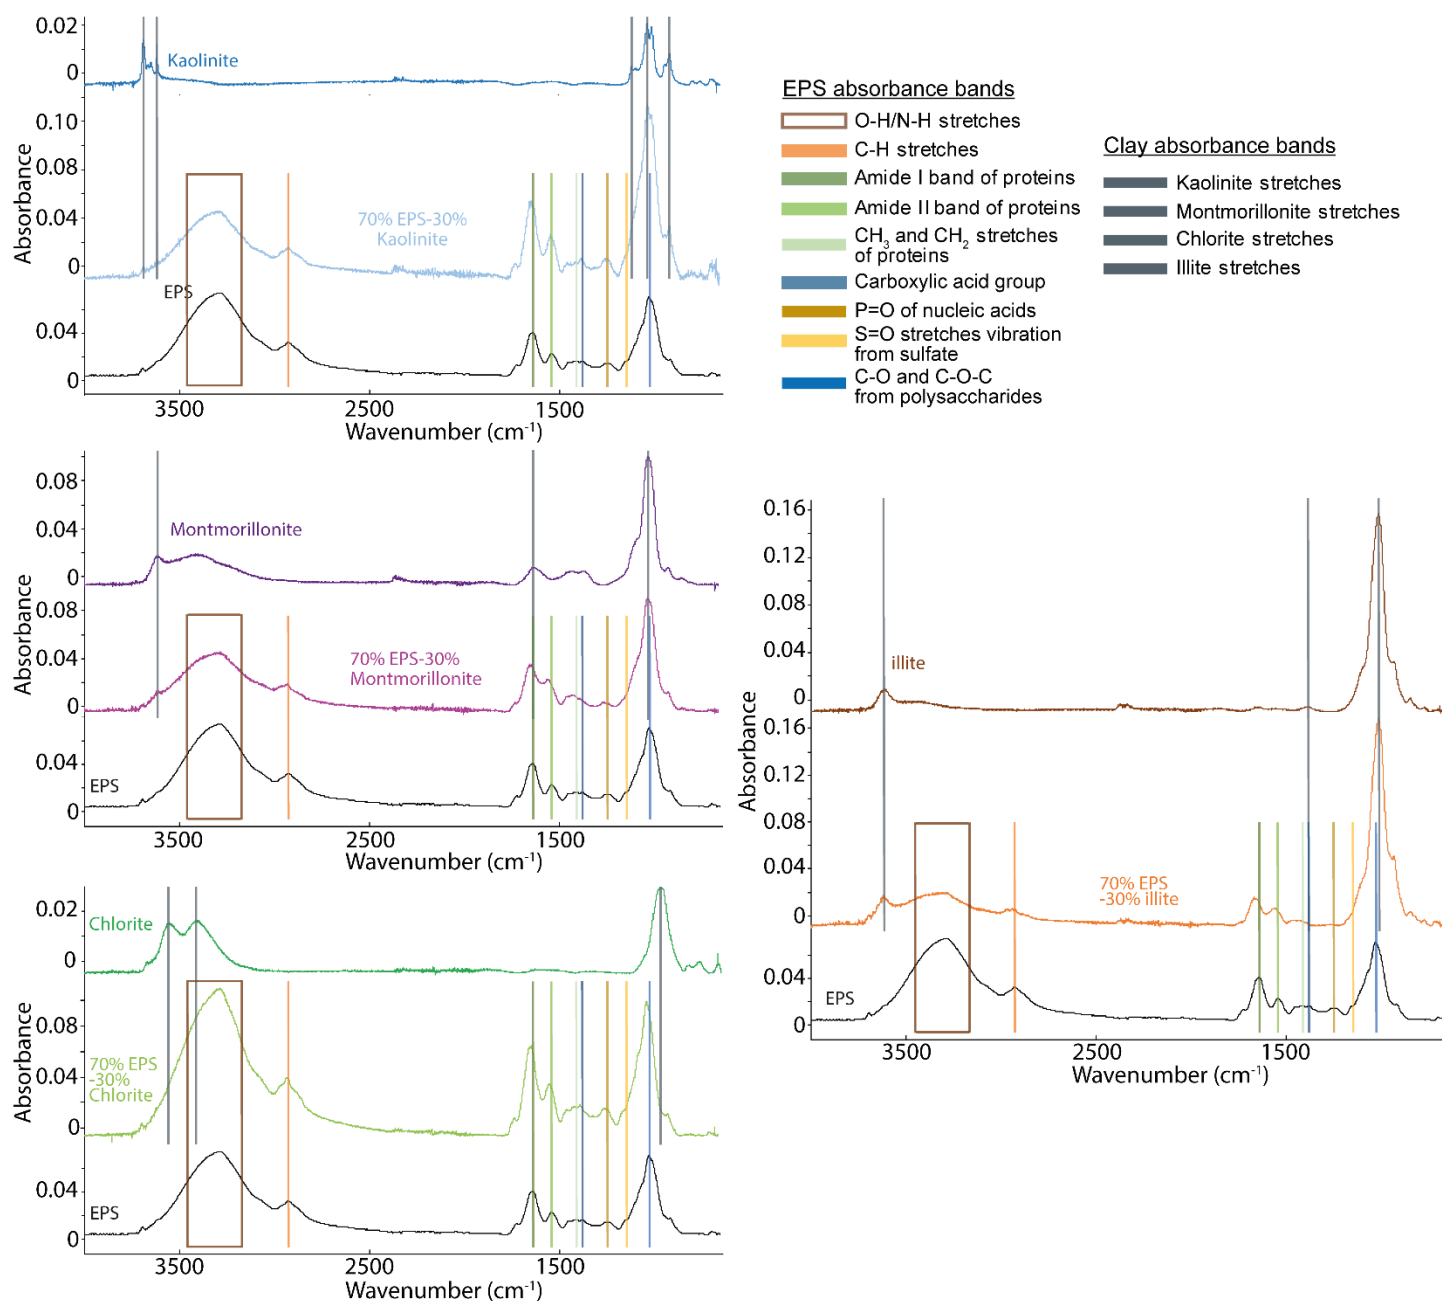 0.02
0
Kaolinite
0.10
0.08
0.04
0
70% EPS-30%
Kaolinite
EPS
0.04
0
Absorbance
3500
2500
1500
Wavenumber (cm⁻¹)
EPS absorbance bands
O-H/N-H stretches
C-H stretches
Amide I band of proteins
Amide II band of proteins
CH₃ and CH₂ stretches
of proteins
Carboxylic acid group
P=O of nucleic acids
S=O stretches vibration
from sulfate
C-O and C-O-C
from polysaccharides
Clay absorbance bands
Kaolinite stretches
Montmorillonite stretches
Chlorite stretches
Illite stretches
0.08
0.04
0
Montmorillonite
0.08
0.04
0
70% EPS-30%
Montmorillonite
EPS
0.04
0
Absorbance
3500
2500
1500
Wavenumber (cm⁻¹)
0.02
0
Chlorite
0.08
0.04
0
70% EPS
-30%
Chlorite
0.04
EPS
0
Absorbance
3500
2500
1500
Wavenumber (cm⁻¹)
0.16
0.12
0.08
0.04
0
illite
0.16
0.12
0.08
0.04
0
70% EPS
-30% illite
0.04
EPS
0
Absorbance
3500
2500
1500
Wavenumber (cm⁻¹)